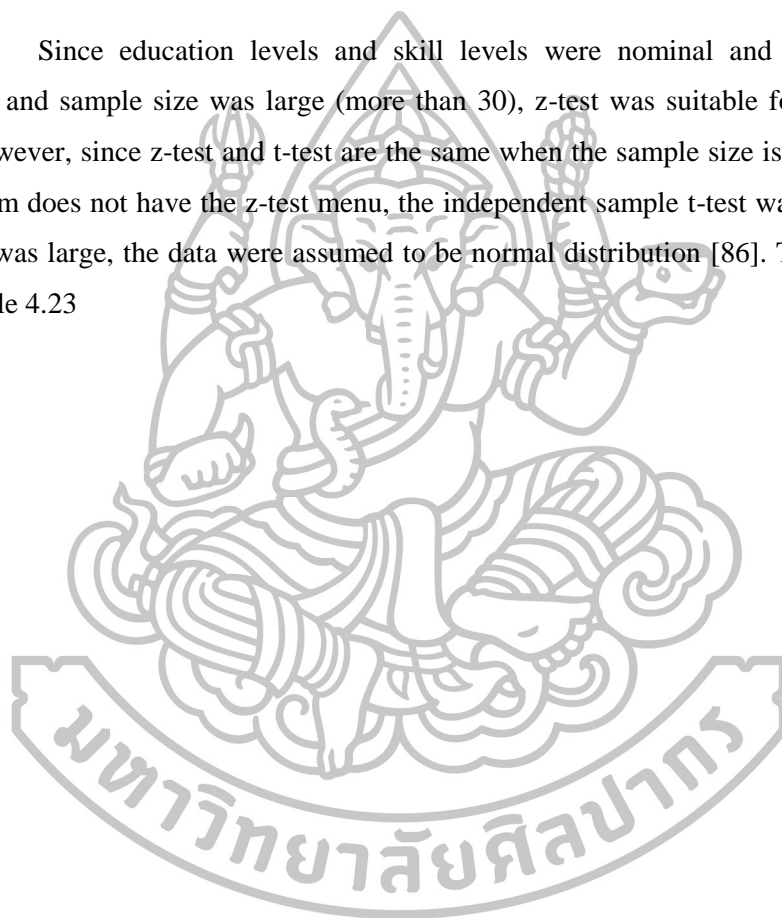 Since education levels and skill levels were nominal and
and sample size was large (more than 30), z-test was suitable
wever, since z-test and t-test are the same when the sample size is
m does not have the z-test menu, the independent sample t-test
was large, the data were assumed to be normal distribution [86].
le 4.23
มหาวิทยาลัยศิลปากร